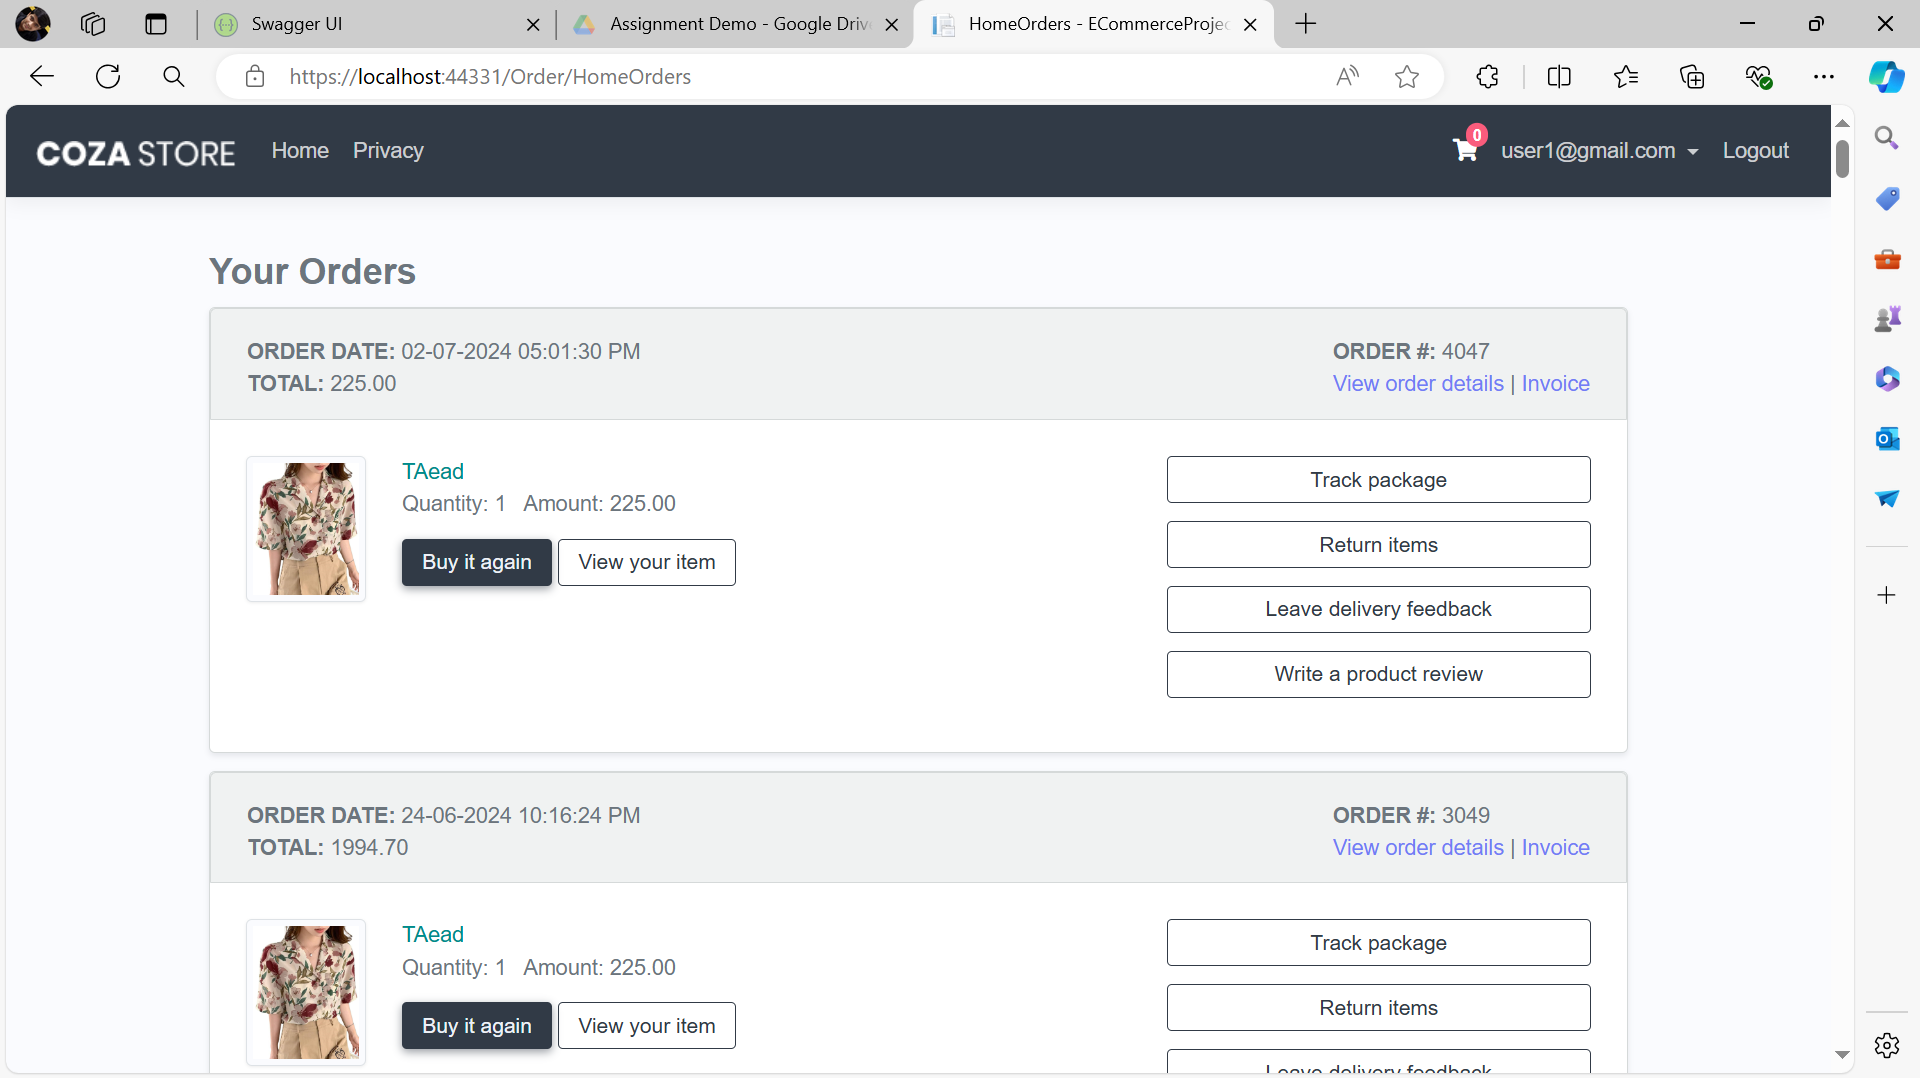 Swagger UI
Assignment Demo - Google Drive
HomeOrders - ECommerceProjec
https://localhost:44331/Order/HomeOrders
COZA STORE
Home
Privacy
0
user1@gmail.com
Logout
Your Orders
ORDER DATE: 02-07-2024 05:01:30 PM
ORDER #: 4047
TOTAL: 225.00
View order details | Invoice
TAead
Quantity: 1 Amount: 225.00
Buy it again
View your item
Track package
Return items
Leave delivery feedback
Write a product review
ORDER DATE: 24-06-2024 10:16:24 PM
ORDER #: 3049
TOTAL: 1994.70
View order details | Invoice
TAead
Quantity: 1 Amount: 225.00
Buy it again
View your item
Track package
Return items
Leave delivery feedback